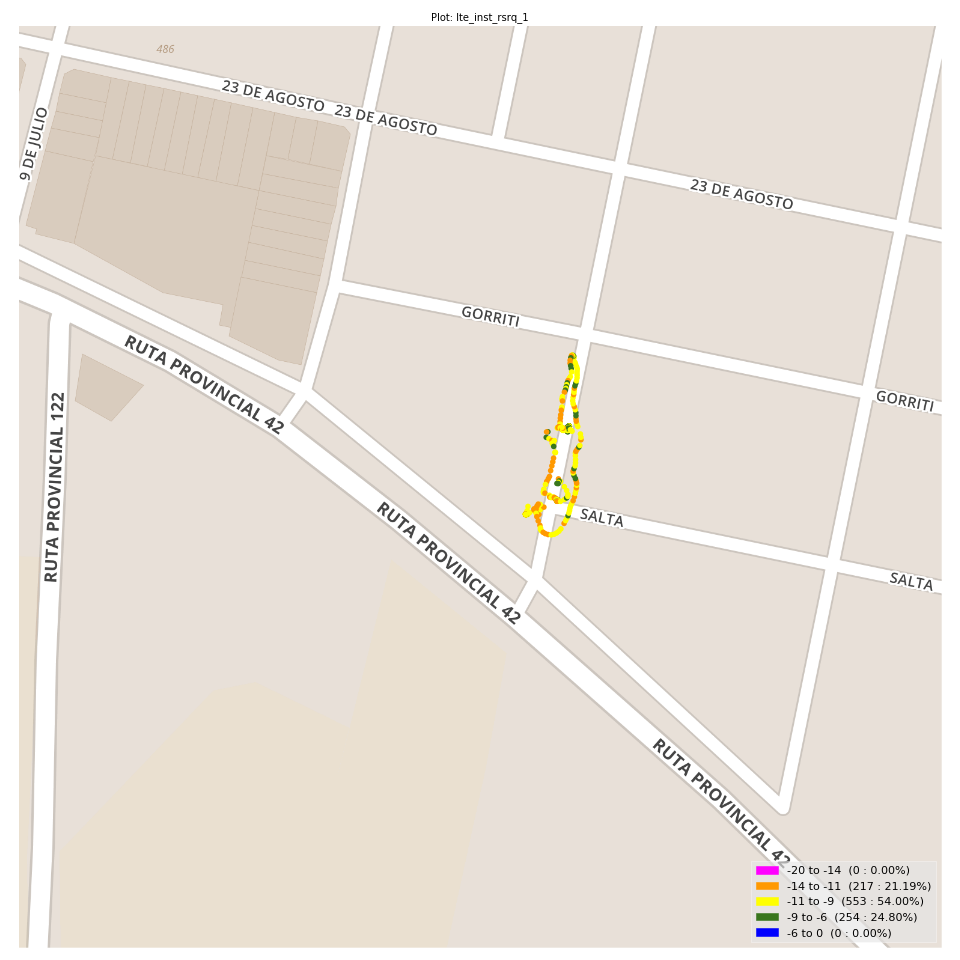 Plot: lte_inst_rsrq_1
486
23 DE AGOSTO 23 DE AGOSTO
9 DE JULIO
23 DE AGOSTO
GORRITI
RUTA PROVINCIAL 42
GORRITI
RUTA PROVINCIAL 122
RUTA PROVINCIAL 42
SALTA
SALTA
RUTA PROVINCIAL 42
-20 to -14 (0 : 0.00%)
-14 to -11 (217 : 21.19%)
-11 to -9 (553 : 54.00%)
-9 to -6 (254 : 24.80%)
-6 to 0 (0 : 0.00%)